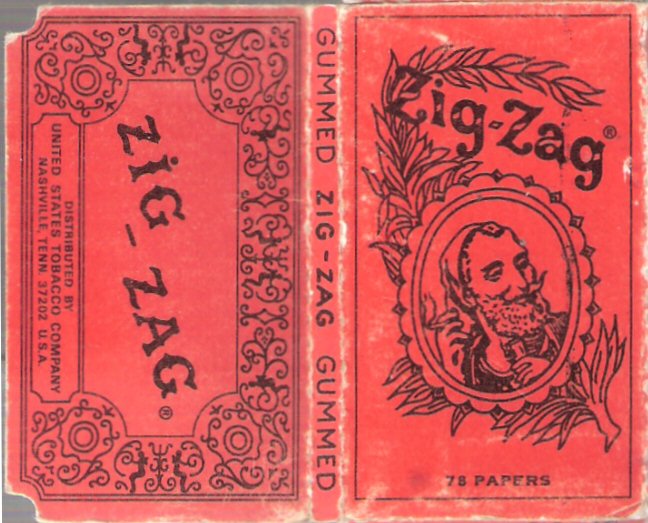 ZIG-ZAG®
DISTRIBUTED BY
UNITED STATES TOBACCO COMPANY
NASHVILLE, TENN. 37202 U.S.A.
GUMMED ZIG-ZAG GUMMED
Zig-Zag®
78 PAPERS